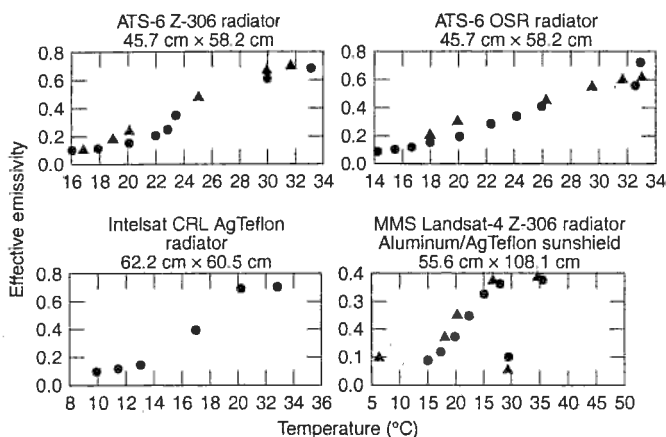 ATS-6 Z-306 radiator
45.7 cm × 58.2 cm
0.8
0.6
0.4
0.2
0.0
16 18 20 22 24 26 28 30 32 34
ATS-6 OSR radiator
45.7 cm × 58.2 cm
0.8
0.6
0.4
0.2
0.0
14 16 18 20 22 24 26 28 30 32 34
Effective emissivity
Intelsat CRL AgTeflon
radiator
62.2 cm × 60.5 cm
0.8
0.6
0.4
0.2
0.0
8 10 12 14 16 18 20 32 34 36
MMS Landsat-4 Z-306 radiator
Aluminum/AgTeflon sunshield
55.6 cm × 108.1 cm
0.4
0.3
0.4
0.1
0.0
5 10 15 20 25 30 35 40 45 50
Temperature (°C)